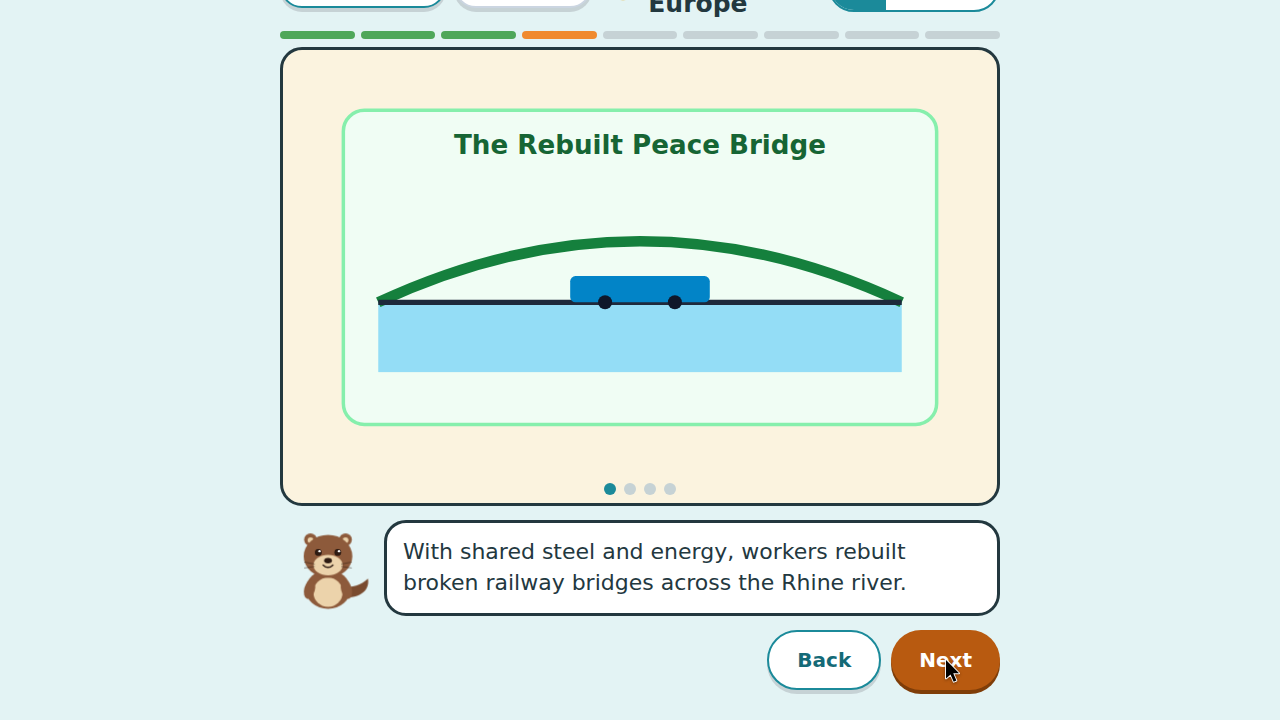 Europe
The Rebuilt Peace Bridge
With shared steel and energy, workers rebuilt
broken railway bridges across the Rhine river.
Back
Next